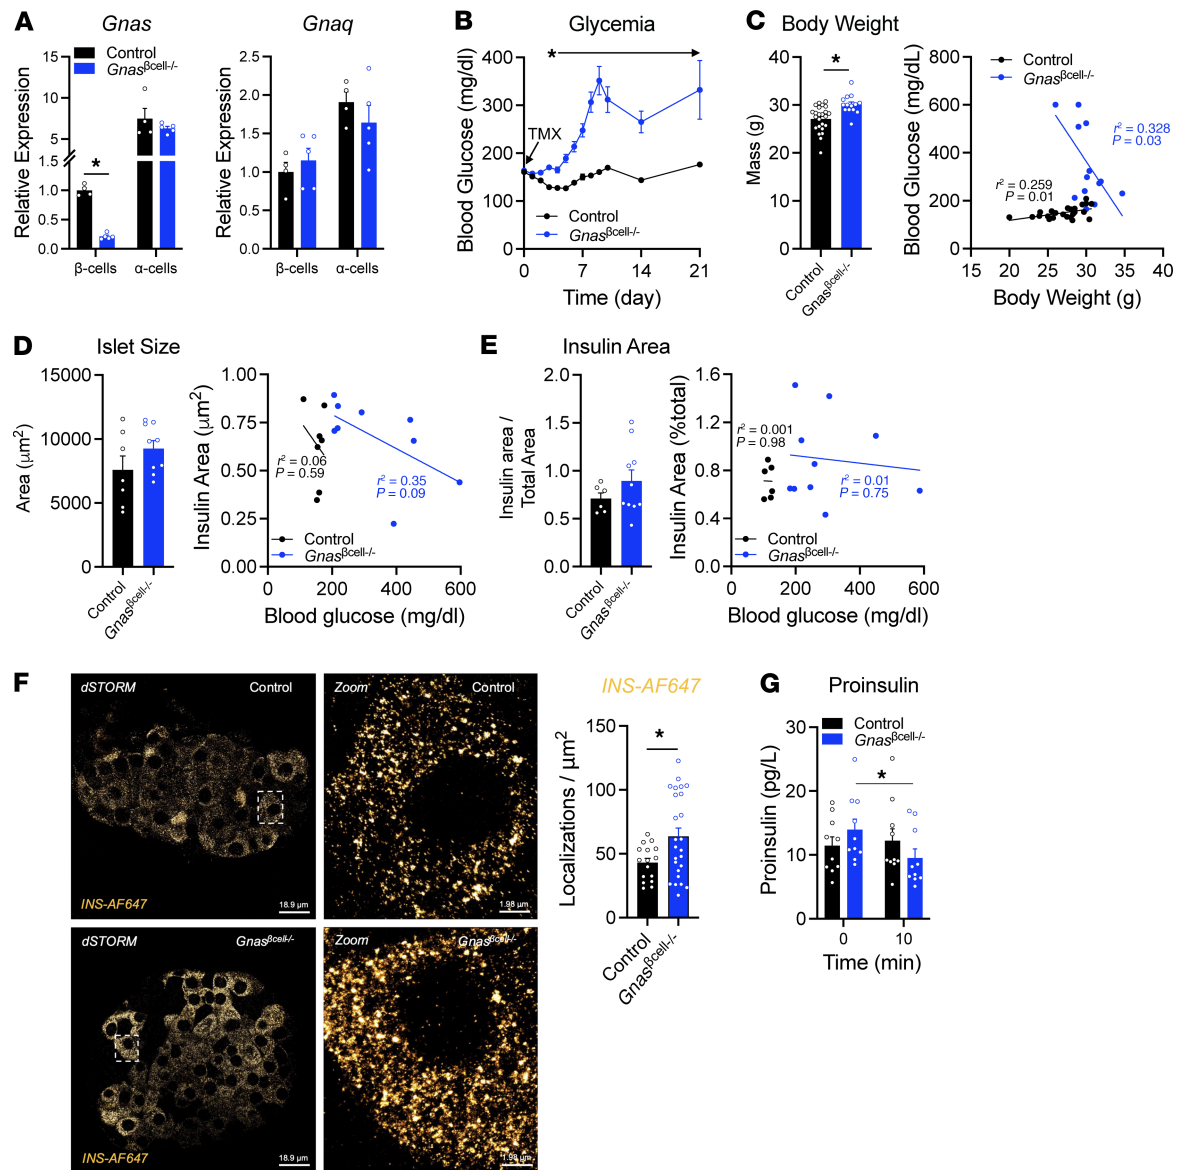 A
Gnas
Gnaq
Control
Gnasβcell-/-
Relative Expression
15
10
5
1.5
1.0
0.5
0.0
*
β-cells
α-cells
Relative Expression
2.5
2.0
1.5
1.0
0.5
0.0
β-cells
α-cells
B
Glycemia
*
Blood Glucose (mg/dl)
400
300
200
100
0
TMX
Control
Gnasβcell-/-
0
7
14
21
Time (day)
C
Body Weight
Mass (g)
40
30
20
10
0
*
Control
Gnasβcell-/-
Blood Glucose (mg/dL)
800
600
400
200
0
Control
Gnasβcell-/-
r² = 0.328
P = 0.03
r² = 0.259
P = 0.01
15
20
25
30
35
40
Body Weight (g)
D
Islet Size
Area (μm²)
15000
10000
5000
0
Control
Gnasβcell-/-
Insulin Area (μm²)
1.00
0.75
0.50
0.25
0.00
r² = 0.06
P = 0.59
r² = 0.35
P = 0.09
Control
Gnasβcell-/-
0
200
400
600
Blood glucose (mg/dl)
E
Insulin Area
Insulin area /
Total Area
2.0
1.5
1.0
0.5
0.0
Control
Gnasβcell-/-
Insulin Area (%total)
1.6
1.2
0.8
0.4
0.0
r² = 0.001
P = 0.98
r² = 0.01
P = 0.75
Control
Gnasβcell-/-
0
200
400
600
Blood glucose (mg/dl)
F
dSTORM
Control
INS-AF647
18.9 μm
Zoom
Control
1.98 μm
dSTORM
Gnasβcell-/-
INS-AF647
18.9 μm
Zoom
Gnasβcell-/-
1.98 μm
INS-AF647
Localizations / μm²
150
100
50
0
*
Control
Gnasβcell-/-
G
Proinsulin
Control
Gnasβcell-/-
Proinsulin (pg/L)
30
20
10
0
*
0
10
Time (min)